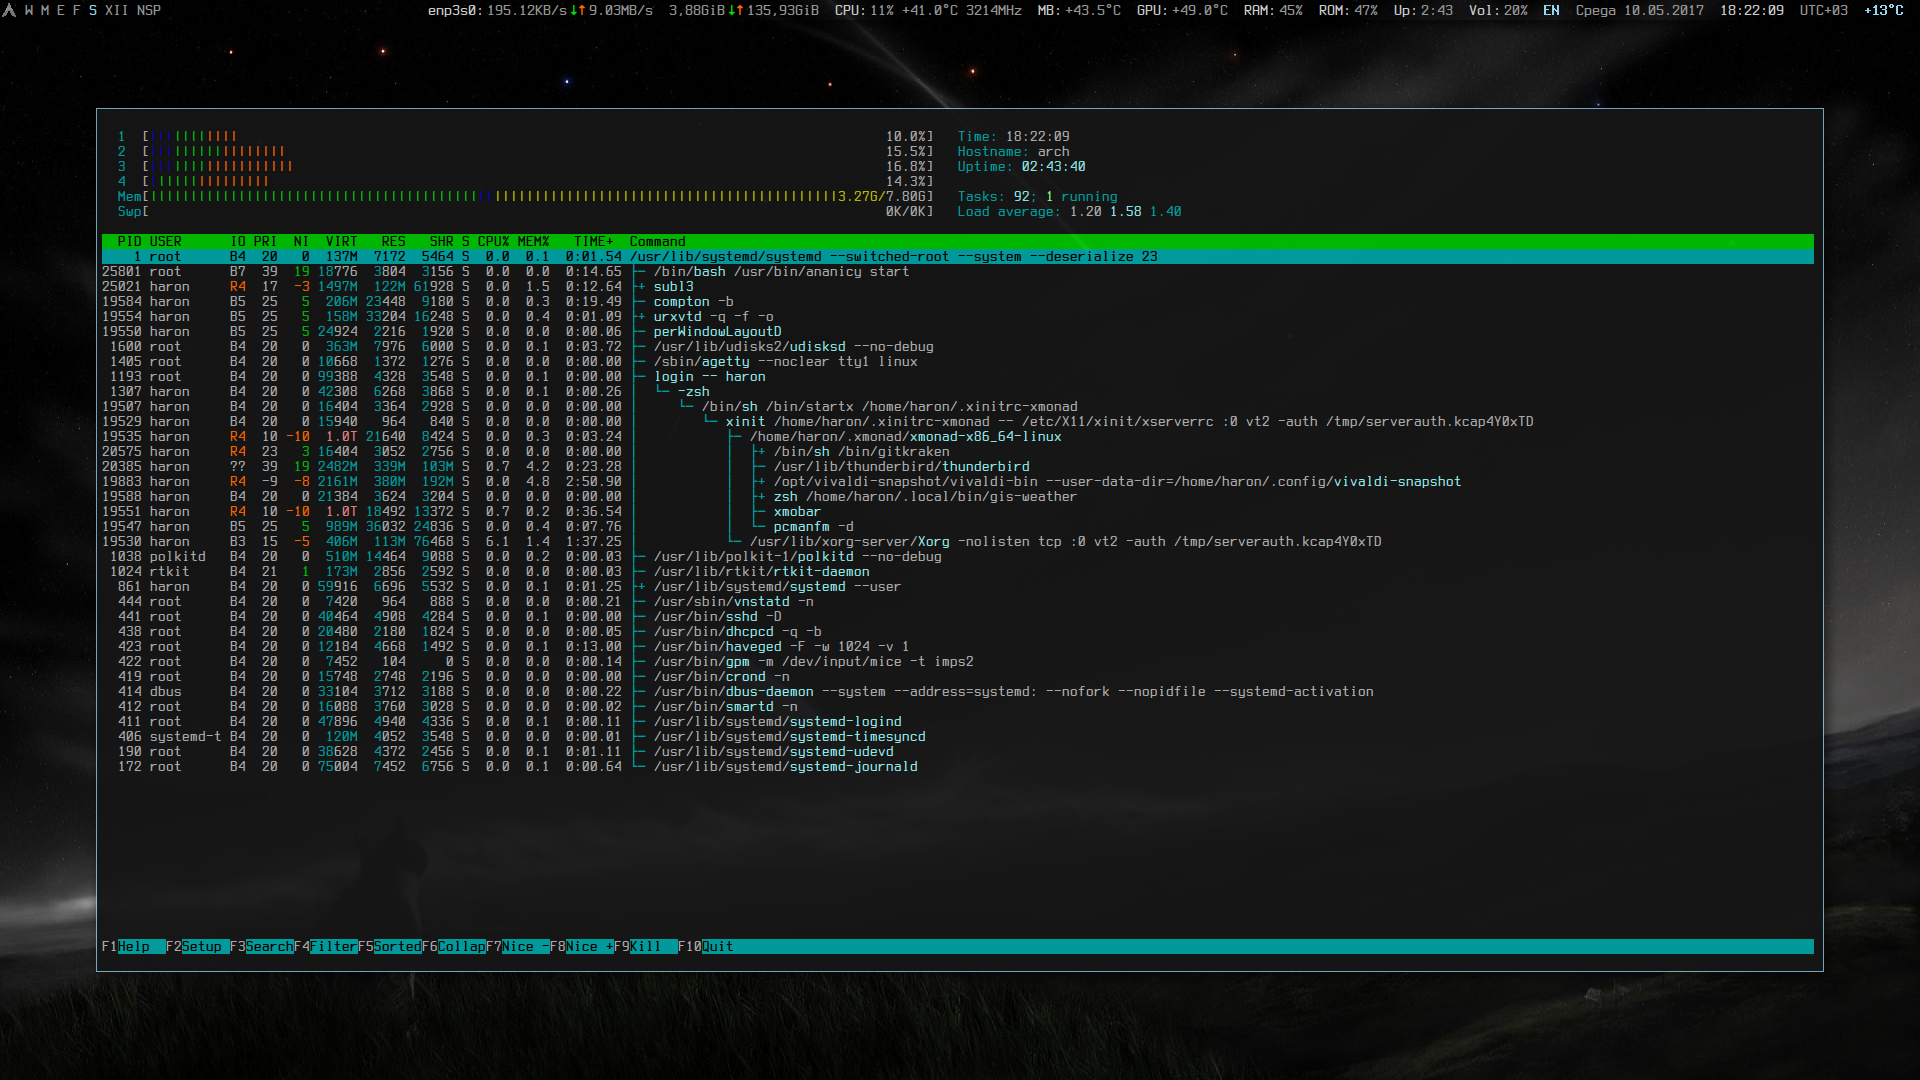 W M E F S XII NSP enp3s0: 195.12KB/s↓↑9.03MB/s 3,88GiB↓↑135,93GiB CPU: 11% +41.0°C 3214MHz MB: +43.5°C GPU: +49.0°C RAM: 45% ROM: 47% Up: 2:43 Vol: 20% EN Среда 10.05.2017 18:22:09 UTC+03 +13°C
1 [||||||||||| 10.0%] Time: 18:22:09
2 [||||||||||||||||| 15.5%] Hostname: arch
3 [|||||||||||||||||| 16.8%] Uptime: 02:43:40
4 [||||||||||||||| 14.3%]
Mem[||||||||||||||||||||||||||||||||||||||||||||||||||||||||||||||||||||||||||||||||||||||3.27G/7.80G] Tasks: 92; 1 running
Swp[ 0K/0K] Load average: 1.20 1.58 1.40
PID USER IO PRI NI VIRT RES SHR S CPU% MEM% TIME+ Command
1 root B4 20 0 137M 7172 5464 S 0.0 0.1 0:01.54 /usr/lib/systemd/systemd --switched-root --system --deserialize 23
25801 root B7 39 19 18776 3804 3156 S 0.0 0.0 0:14.65 ├─ /bin/bash /usr/bin/ananicy start
25021 haron R4 17 -3 1497M 122M 61928 S 0.0 1.5 0:12.64 ├+ subl3
19584 haron B5 25 5 206M 23448 9180 S 0.0 0.3 0:19.49 ├─ compton -b
19554 haron B5 25 5 158M 33204 16248 S 0.0 0.4 0:01.09 ├+ urxvtd -q -f -o
19550 haron B5 25 5 24924 2216 1920 S 0.0 0.0 0:00.06 ├─ perWindowLayoutD
1600 root B4 20 0 363M 7976 6000 S 0.0 0.1 0:03.72 ├─ /usr/lib/udisks2/udisksd --no-debug
1405 root B4 20 0 10668 1372 1276 S 0.0 0.0 0:00.00 ├─ /sbin/agetty --noclear tty1 linux
1193 root B4 20 0 99388 4328 3548 S 0.0 0.1 0:00.00 ├─ login -- haron
1307 haron B4 20 0 42308 6268 3868 S 0.0 0.1 0:00.26 │ └─ -zsh
19507 haron B4 20 0 16404 3364 2928 S 0.0 0.0 0:00.00 │ └─ /bin/sh /bin/startx /home/haron/.xinitrc-xmonad
19529 haron B4 20 0 15940 964 840 S 0.0 0.0 0:00.00 │ └─ xinit /home/haron/.xinitrc-xmonad -- /etc/X11/xinit/xserverrc :0 vt2 -auth /tmp/serverauth.kcap4Y0xTD
19535 haron R4 10 -10 1.0T 21640 8424 S 0.0 0.3 0:03.24 │ ├─ /home/haron/.xmonad/xmonad-x86_64-linux
20575 haron R4 23 3 16404 3052 2756 S 0.0 0.0 0:00.00 │ │ ├+ /bin/sh /bin/gitkraken
20385 haron ?? 39 19 2482M 339M 103M S 0.7 4.2 0:23.28 │ │ ├─ /usr/lib/thunderbird/thunderbird
19883 haron R4 -9 -8 2161M 380M 192M S 0.0 4.8 2:50.90 │ │ ├+ /opt/vivaldi-snapshot/vivaldi-bin --user-data-dir=/home/haron/.config/vivaldi-snapshot
19588 haron B4 20 0 21384 3624 3204 S 0.0 0.0 0:00.00 │ │ ├+ zsh /home/haron/.local/bin/gis-weather
19551 haron R4 10 -10 1.0T 18492 13372 S 0.7 0.2 0:36.54 │ │ ├─ xmobar
19547 haron B5 25 5 989M 36032 24836 S 0.0 0.4 0:07.76 │ │ └─ pcmanfm -d
19530 haron B3 15 -5 406M 113M 76468 S 6.1 1.4 1:37.25 │ └─ /usr/lib/xorg-server/Xorg -nolisten tcp :0 vt2 -auth /tmp/serverauth.kcap4Y0xTD
1038 polkitd B4 20 0 510M 14464 9088 S 0.0 0.2 0:00.03 ├─ /usr/lib/polkit-1/polkitd --no-debug
1024 rtkit B4 21 1 173M 2856 2592 S 0.0 0.0 0:00.03 ├─ /usr/lib/rtkit/rtkit-daemon
861 haron B4 20 0 59916 6696 5532 S 0.0 0.1 0:01.25 ├+ /usr/lib/systemd/systemd --user
444 root B4 20 0 7420 964 888 S 0.0 0.0 0:00.21 ├─ /usr/sbin/vnstatd -n
441 root B4 20 0 40464 4908 4284 S 0.0 0.1 0:00.00 ├─ /usr/bin/sshd -D
438 root B4 20 0 20480 2180 1824 S 0.0 0.0 0:00.05 ├─ /usr/bin/dhcpcd -q -b
423 root B4 20 0 12184 4668 1492 S 0.0 0.1 0:13.00 ├─ /usr/bin/haveged -F -w 1024 -v 1
422 root B4 20 0 7452 104 0 S 0.0 0.0 0:00.14 ├─ /usr/bin/gpm -m /dev/input/mice -t imps2
419 root B4 20 0 15748 2748 2196 S 0.0 0.0 0:00.00 ├─ /usr/bin/crond -n
414 dbus B4 20 0 33104 3712 3188 S 0.0 0.0 0:00.22 ├─ /usr/bin/dbus-daemon --system --address=systemd: --nofork --nopidfile --systemd-activation
412 root B4 20 0 16088 3760 3028 S 0.0 0.0 0:00.02 ├─ /usr/bin/smartd -n
411 root B4 20 0 47896 4940 4336 S 0.0 0.1 0:00.11 ├─ /usr/lib/systemd/systemd-logind
406 systemd-t B4 20 0 120M 4052 3548 S 0.0 0.0 0:00.01 ├─ /usr/lib/systemd/systemd-timesyncd
190 root B4 20 0 38628 4372 2456 S 0.0 0.1 0:01.11 ├─ /usr/lib/systemd/systemd-udevd
172 root B4 20 0 75004 7452 6756 S 0.0 0.1 0:00.64 └─ /usr/lib/systemd/systemd-journald
F1Help F2Setup F3SearchF4FilterF5SortedF6CollapF7Nice -F8Nice +F9Kill F10Quit